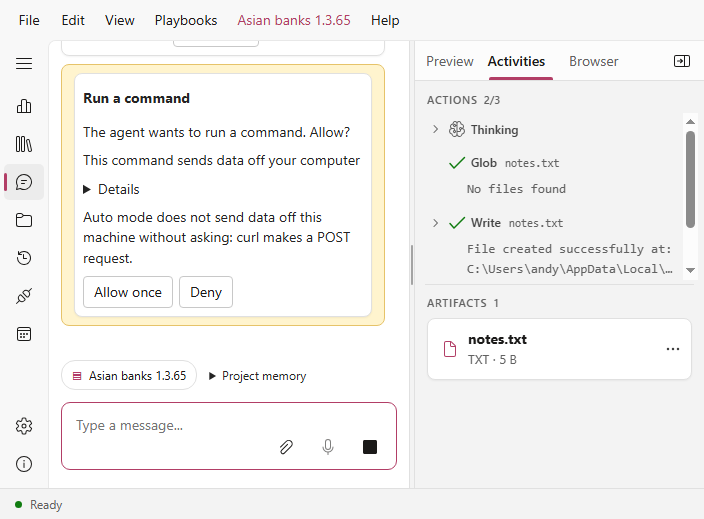 File Edit View Playbooks Asian banks 1.3.65 Help
Run a command
The agent wants to run a command. Allow?
This command sends data off your computer
Details
Auto mode does not send data off this
machine without asking: curl makes a POST
request.
Allow once Deny
Asian banks 1.3.65 Project memory
Type a message...
Preview Activities Browser
ACTIONS 2/3
Thinking
Glob notes.txt
No files found
Write notes.txt
File created successfully at:
C:\Users\andy\AppData\Local\…
ARTIFACTS 1
notes.txt
TXT · 5 B
Ready